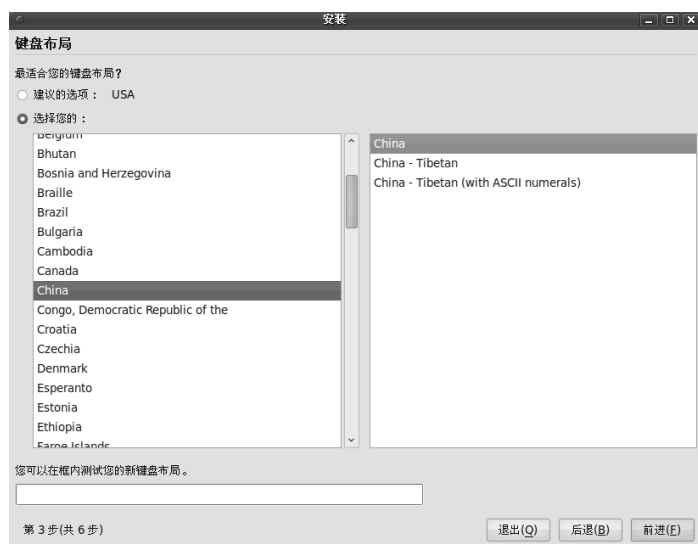 安装
键盘布局
最适合您的键盘布局?
建议的选项： USA
选择您的：
Belgium
Bhutan
Bosnia and Herzegovina
Braille
Brazil
Bulgaria
Cambodia
Canada
China
Congo, Democratic Republic of the
Croatia
Czechia
Denmark
Esperanto
Estonia
Ethiopia
Faroe Islands
China
China - Tibetan
China - Tibetan (with ASCII numerals)
您可以在框内测试您的新键盘布局。
第 3 步(共 6 步)
退出(Q) 后退(B) 前进(F)